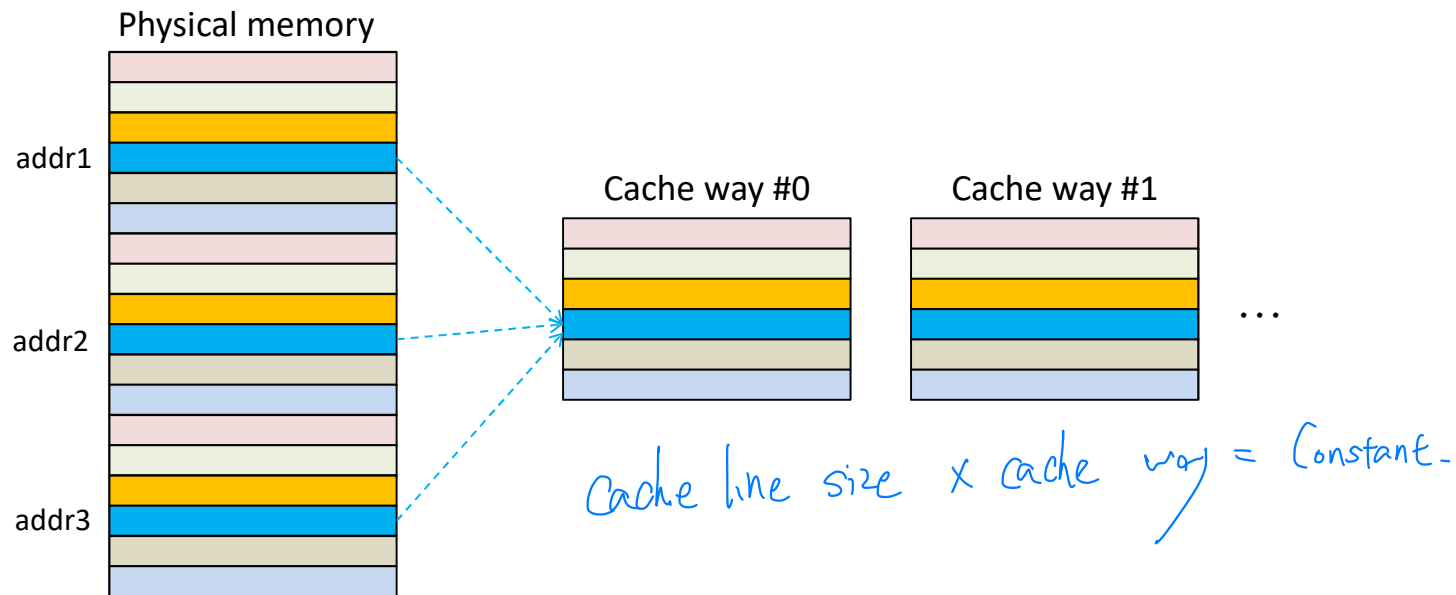 Physical memory
addr1
Cache way #0
Cache way #1
addr2
...
cache line size x cache way = Constant.
addr3